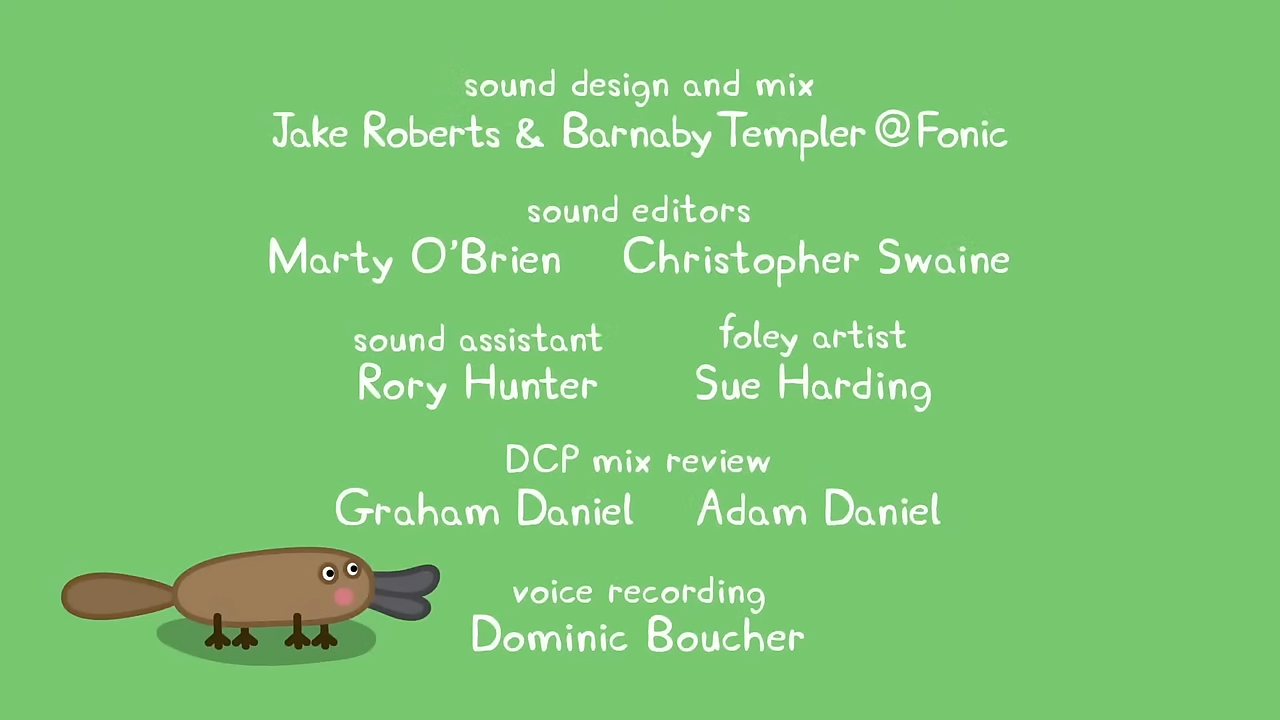 sound design and mix
Jake Roberts & Barnaby Templer @ Fonic
sound editors
Marty O'Brien Christopher Swaine
sound assistant foley artist
Rory Hunter Sue Harding
DCP mix review
Graham Daniel Adam Daniel
voice recording
Dominic Boucher